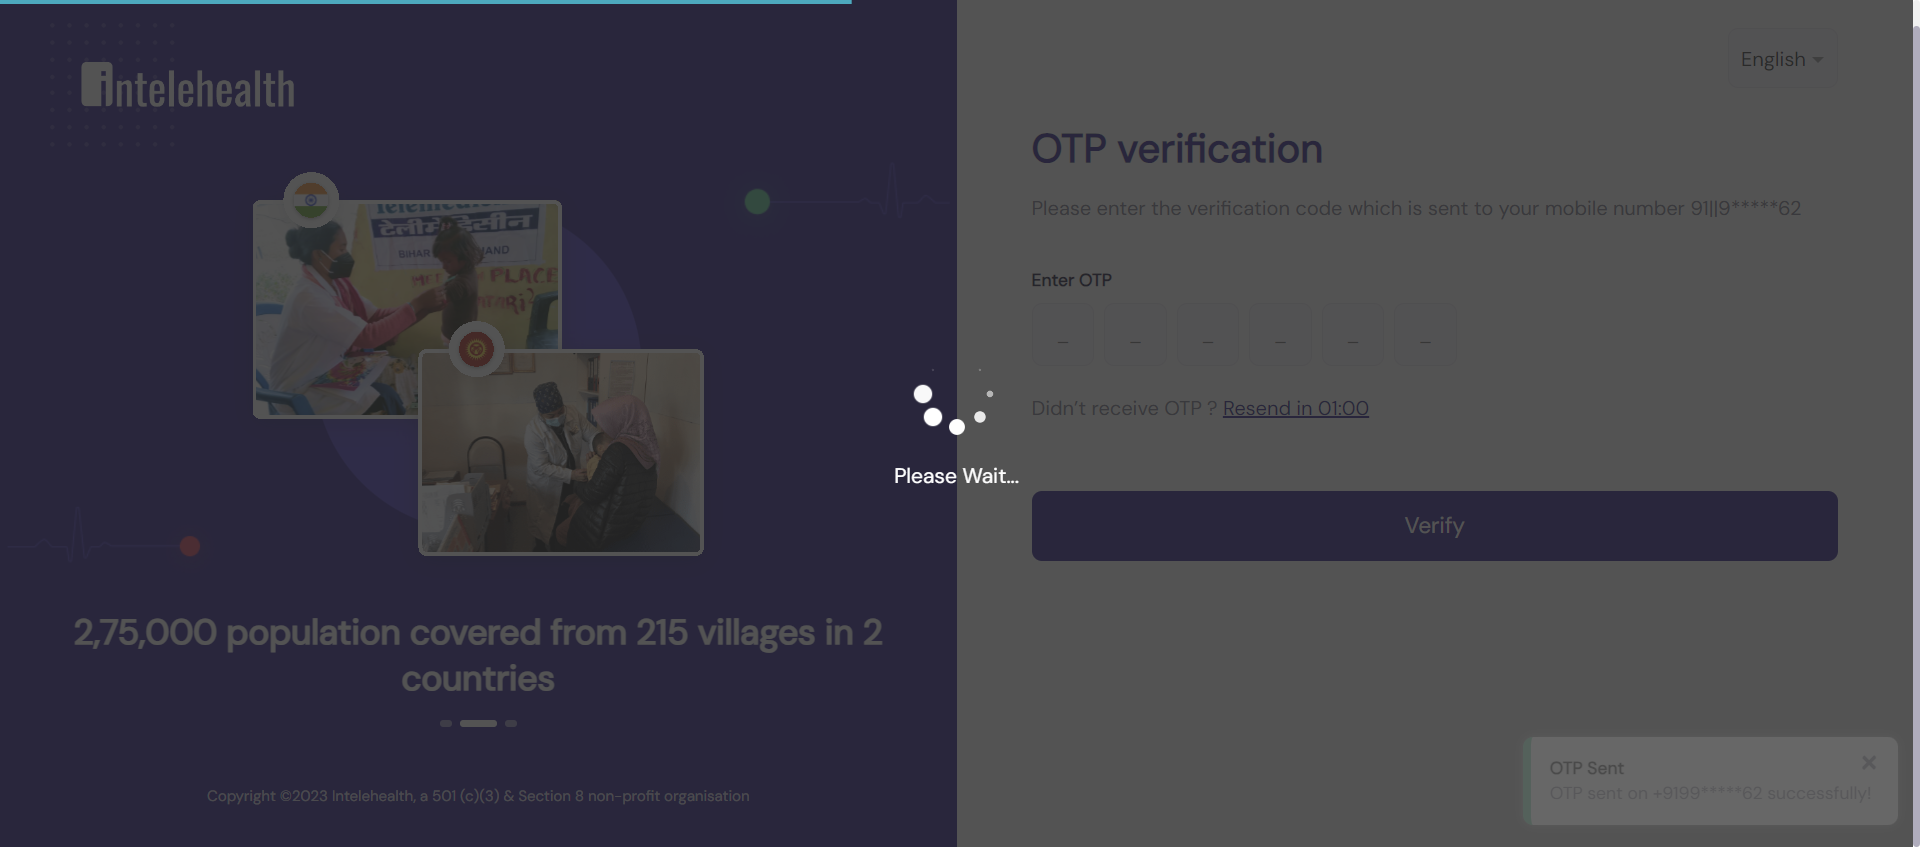 intelehealth
English
OTP verification
Please enter the verification code which is sent to your mobile number 91||9*****62
Enter OTP
_ _ _ _ _ _
Didn't receive OTP ? Resend in 01:00
Verify
Please Wait...
टेलीमेडिसीन
BIHAR
PLACE
2,75,000 population covered from 215 villages in 2
countries
Copyright ©2023 Intelehealth, a 501 (c)(3) & Section 8 non-profit organisation
OTP Sent
OTP sent on +9199*****62 successfully!